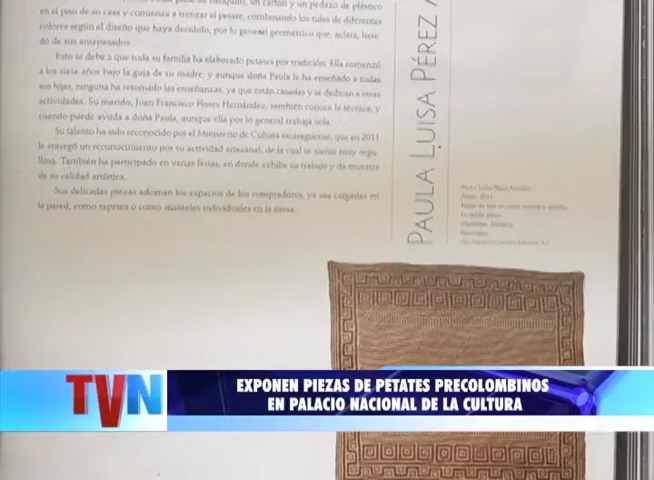 en el piso de su casa y comienza a trenzar el petate, combinando los tules de diferentes
colores según el diseño que haya decidido, por lo general geométrico que, aclara, here
dó de sus antepasados.
Esto se debe a que toda su familia ha elaborado petates por tradición. Ella comenzó
a los siete años bajo la guía de su madre, y aunque doña Paula le ha enseñado a todas
sus hijas, ninguna ha retomado las enseñanzas, ya que están casadas y se dedican a otras
actividades. Su marido, Juan Francisco Flores Hernández, también conoce la técnica, y
cuando puede ayuda a doña Paula, aunque ella por lo general trabaja sola.
Su talento ha sido reconocido por el Ministerio de Cultura nicaragüense, que en 2011
le entregó un reconocimiento por su actividad artesanal, de la cual se siente muy orgu-
llosa. También ha participado en varias ferias, en donde exhibe su trabajo y da muestra
de su calidad artística.
Sus delicadas piezas adornan los espacios de los compradores, ya sea colgadas en
la pared, como tapetes o como manteles individuales en la mesa.
PAULA LUISA PÉREZ
TVN
EXPONEN PIEZAS DE PETATES PRECOLOMBINOS
EN PALACIO NACIONAL DE LA CULTURA